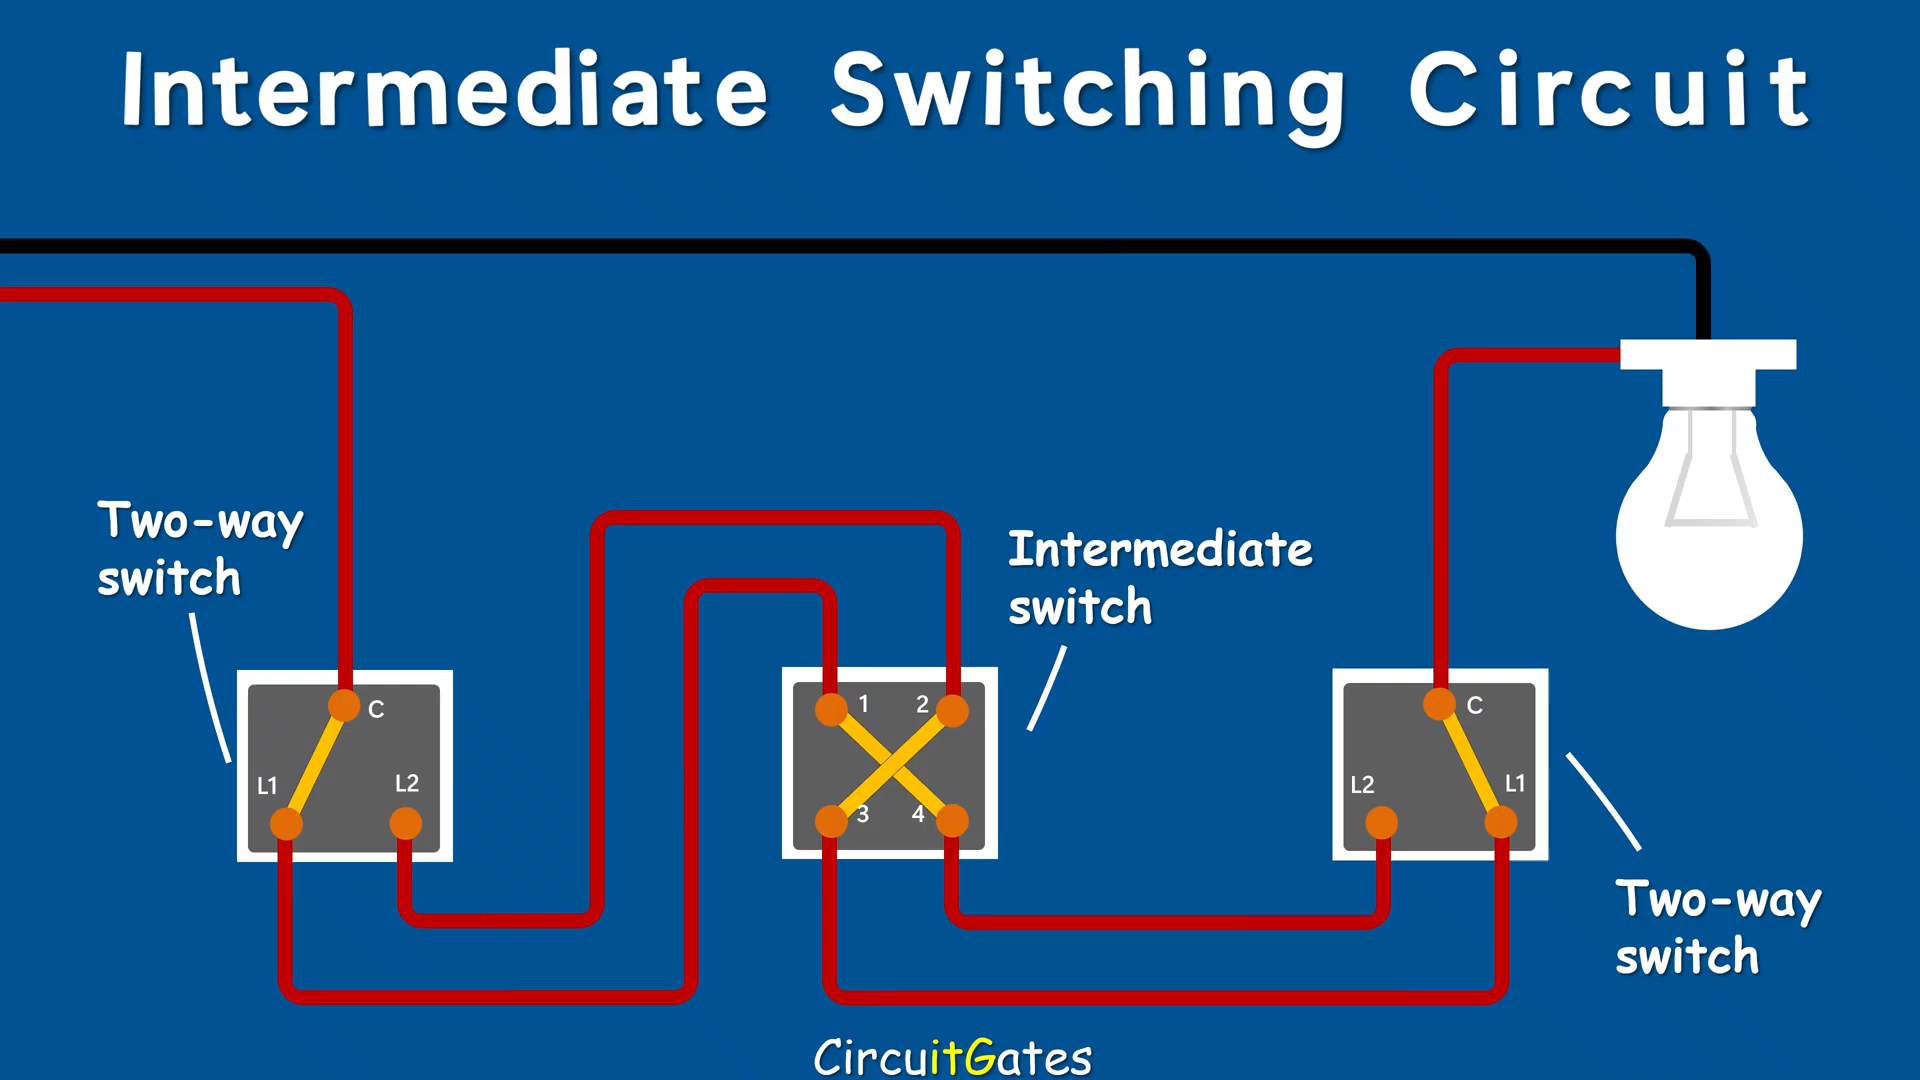 Intermediate Switching Circuit
Two-way
switch
Intermediate
switch
C
L1
L2
1
2
3
4
C
L2
L1
Two-way
switch
CircuitGates